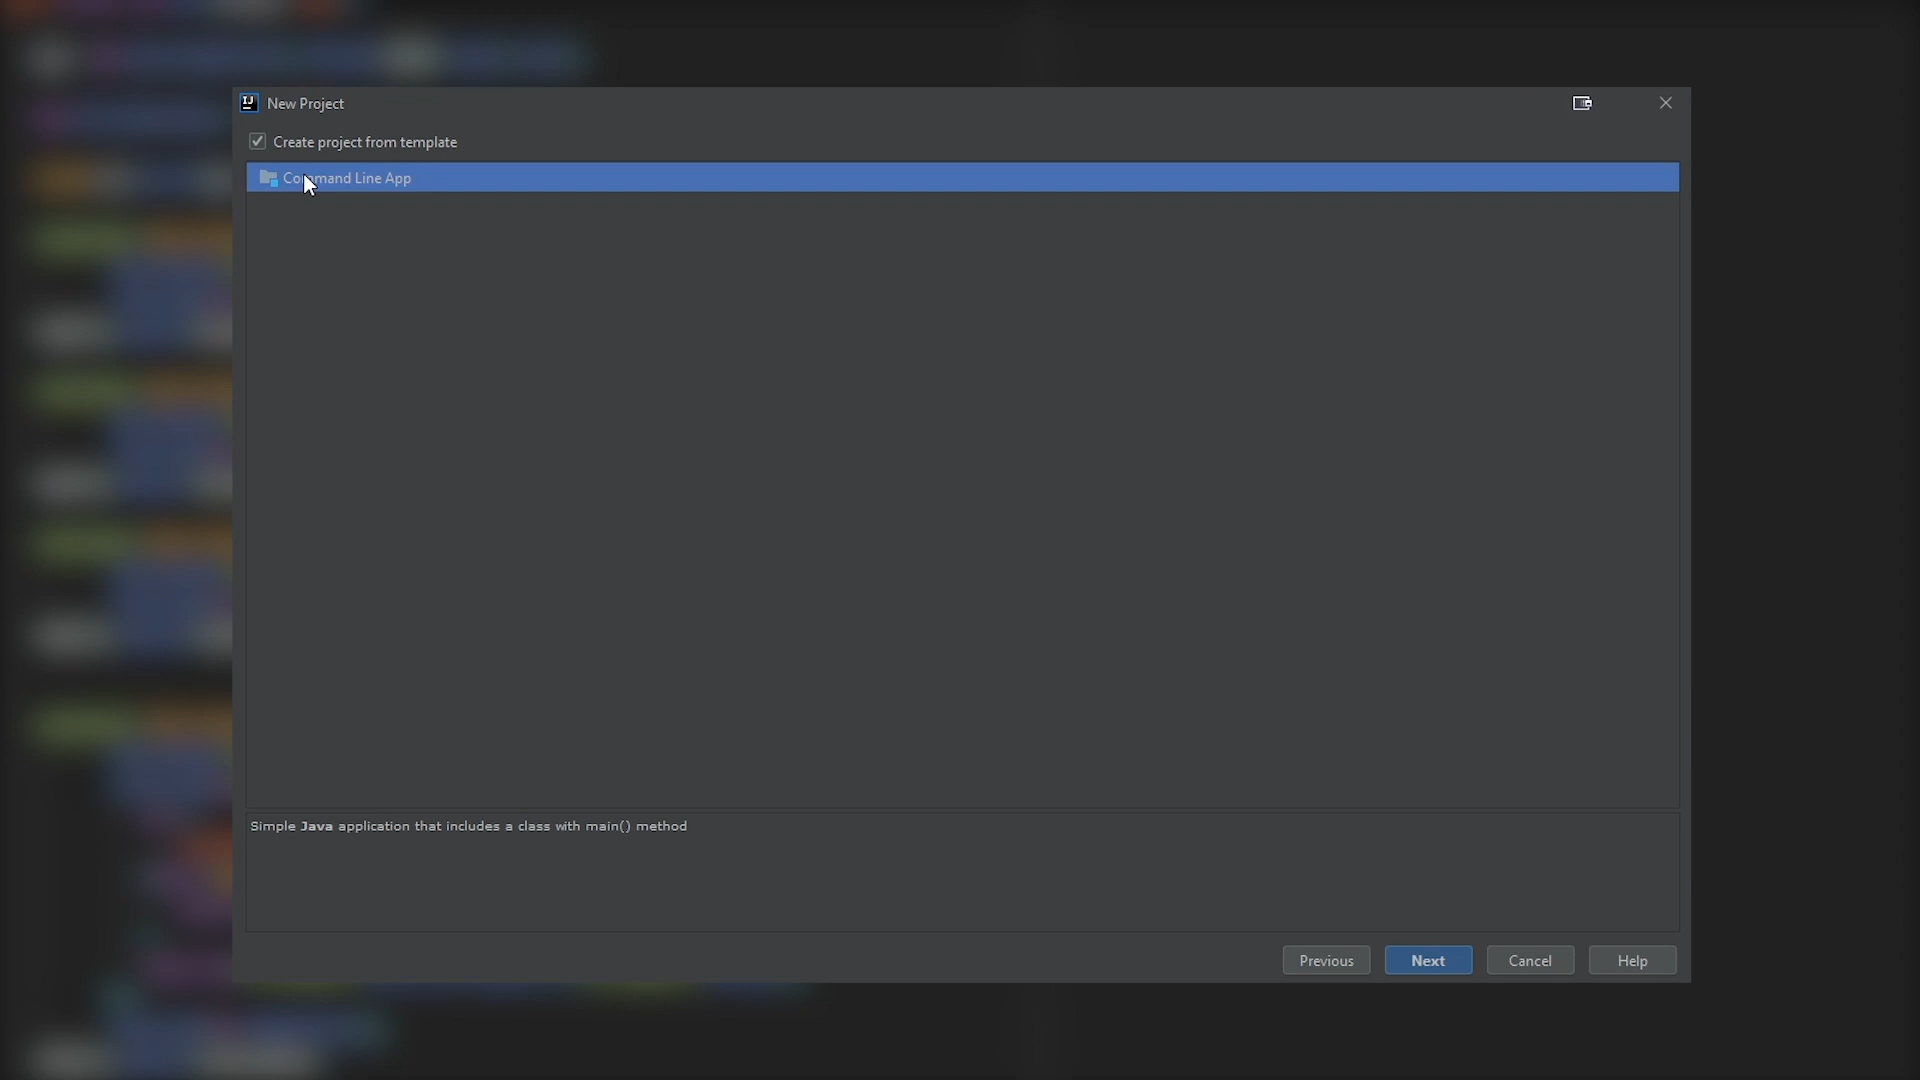 IJ New Project
Create project from template
Command Line App
Simple Java application that includes a class with main() method
Previous Next Cancel Help